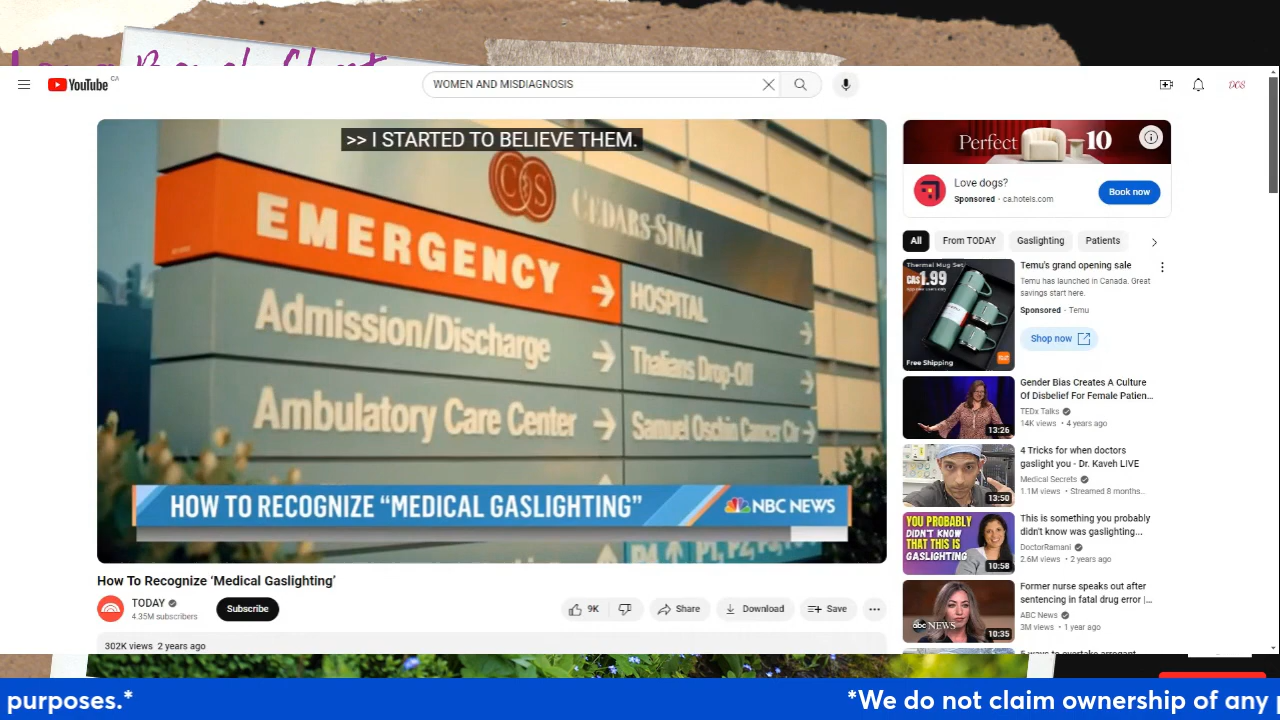 YouTube CA
WOMEN AND MISDIAGNOSIS
DCS
>> I STARTED TO BELIEVE THEM.
CS
CEDARS-SINAI
EMERGENCY
HOSPITAL
Admission/Discharge
Thalians Drop-Off
Ambulatory Care Center
Samuel Oschin Cancer Ctr
HOW TO RECOGNIZE “MEDICAL GASLIGHTING”
NBC NEWS
How To Recognize ‘Medical Gaslighting’
TODAY
4.35M subscribers
Subscribe
9K
Share
Download
Save
302K views 2 years ago
Perfect 10
Love dogs?
Sponsored · ca.hotels.com
Book now
All
From TODAY
Gaslighting
Patients
Thermal Mug Set
CA$1.99
Free Shipping
Temu's grand opening sale
Temu has launched in Canada. Great
savings start here.
Sponsored · Temu
Shop now
13:26
Gender Bias Creates A Culture
Of Disbelief For Female Patien...
TEDx Talks
14K views • 4 years ago
13:50
4 Tricks for when doctors
gaslight you - Dr. Kaveh LIVE
Medical Secrets
1.1M views • Streamed 8 months...
YOU PROBABLY
DIDN'T KNOW
THAT THIS IS
GASLIGHTING
10:58
This is something you probably
didn't know was gaslighting...
DoctorRamani
2.6M views • 2 years ago
abc NEWS
10:35
Former nurse speaks out after
sentencing in fatal drug error |...
ABC News
3M views • 1 year ago
purposes.*
*We do not claim ownership of any